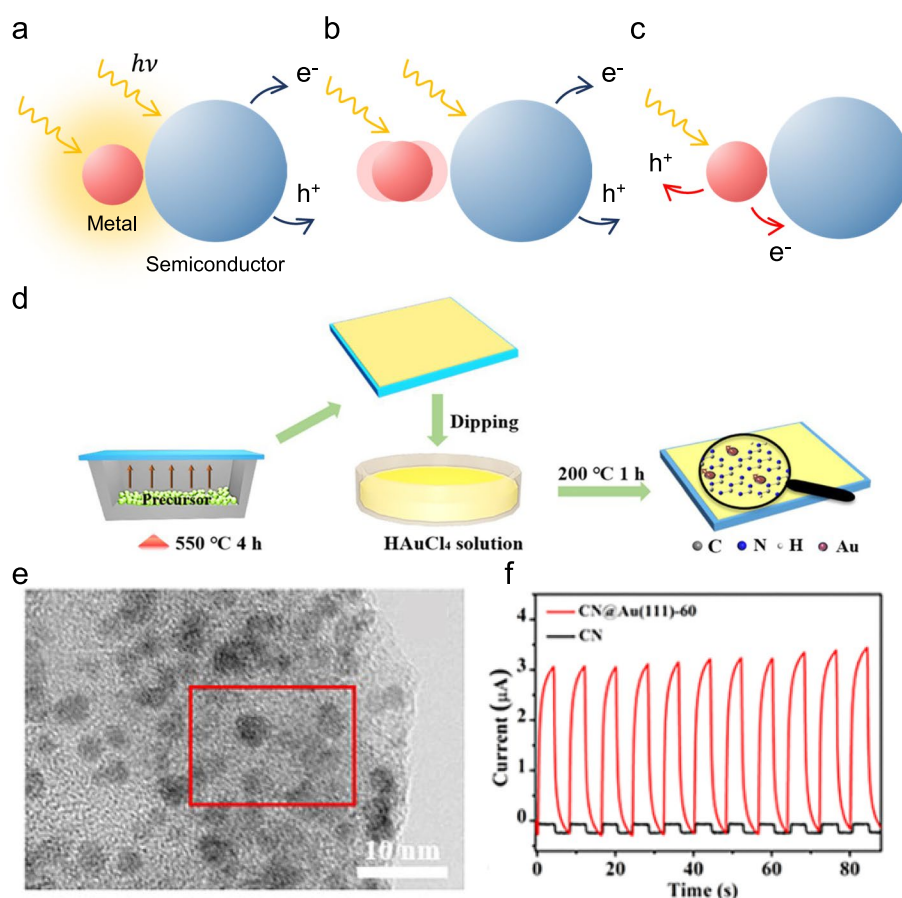 a
b
c
hν
e⁻
e⁻
h⁺
h⁺
h⁺
e⁻
Metal
Semiconductor
d
Dipping
Precursor
200 ℃ 1 h
550 ℃ 4 h
HAuCl₄ solution
C N H Au
e
f
10 nm
CN@Au(111)-60
CN
Current (μA)
4
3
2
1
0
0 20 40 60 80
Time (s)